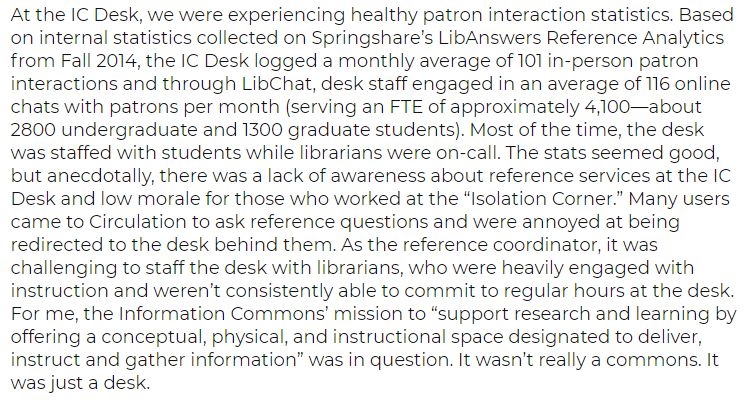 At the IC Desk, we were experiencing healthy patron interaction statistics. Based
on internal statistics collected on Springshare’s LibAnswers Reference Analytics
from Fall 2014, the IC Desk logged a monthly average of 101 in-person patron
interactions and through LibChat, desk staff engaged in an average of 116 online
chats with patrons per month (serving an FTE of approximately 4,100—about
2800 undergraduate and 1300 graduate students). Most of the time, the desk
was staffed with students while librarians were on-call. The stats seemed good,
but anecdotally, there was a lack of awareness about reference services at the IC
Desk and low morale for those who worked at the “Isolation Corner.” Many users
came to Circulation to ask reference questions and were annoyed at being
redirected to the desk behind them. As the reference coordinator, it was
challenging to staff the desk with librarians, who were heavily engaged with
instruction and weren’t consistently able to commit to regular hours at the desk.
For me, the Information Commons’ mission to “support research and learning by
offering a conceptual, physical, and instructional space designated to deliver,
instruct and gather information” was in question. It wasn’t really a commons. It
was just a desk.